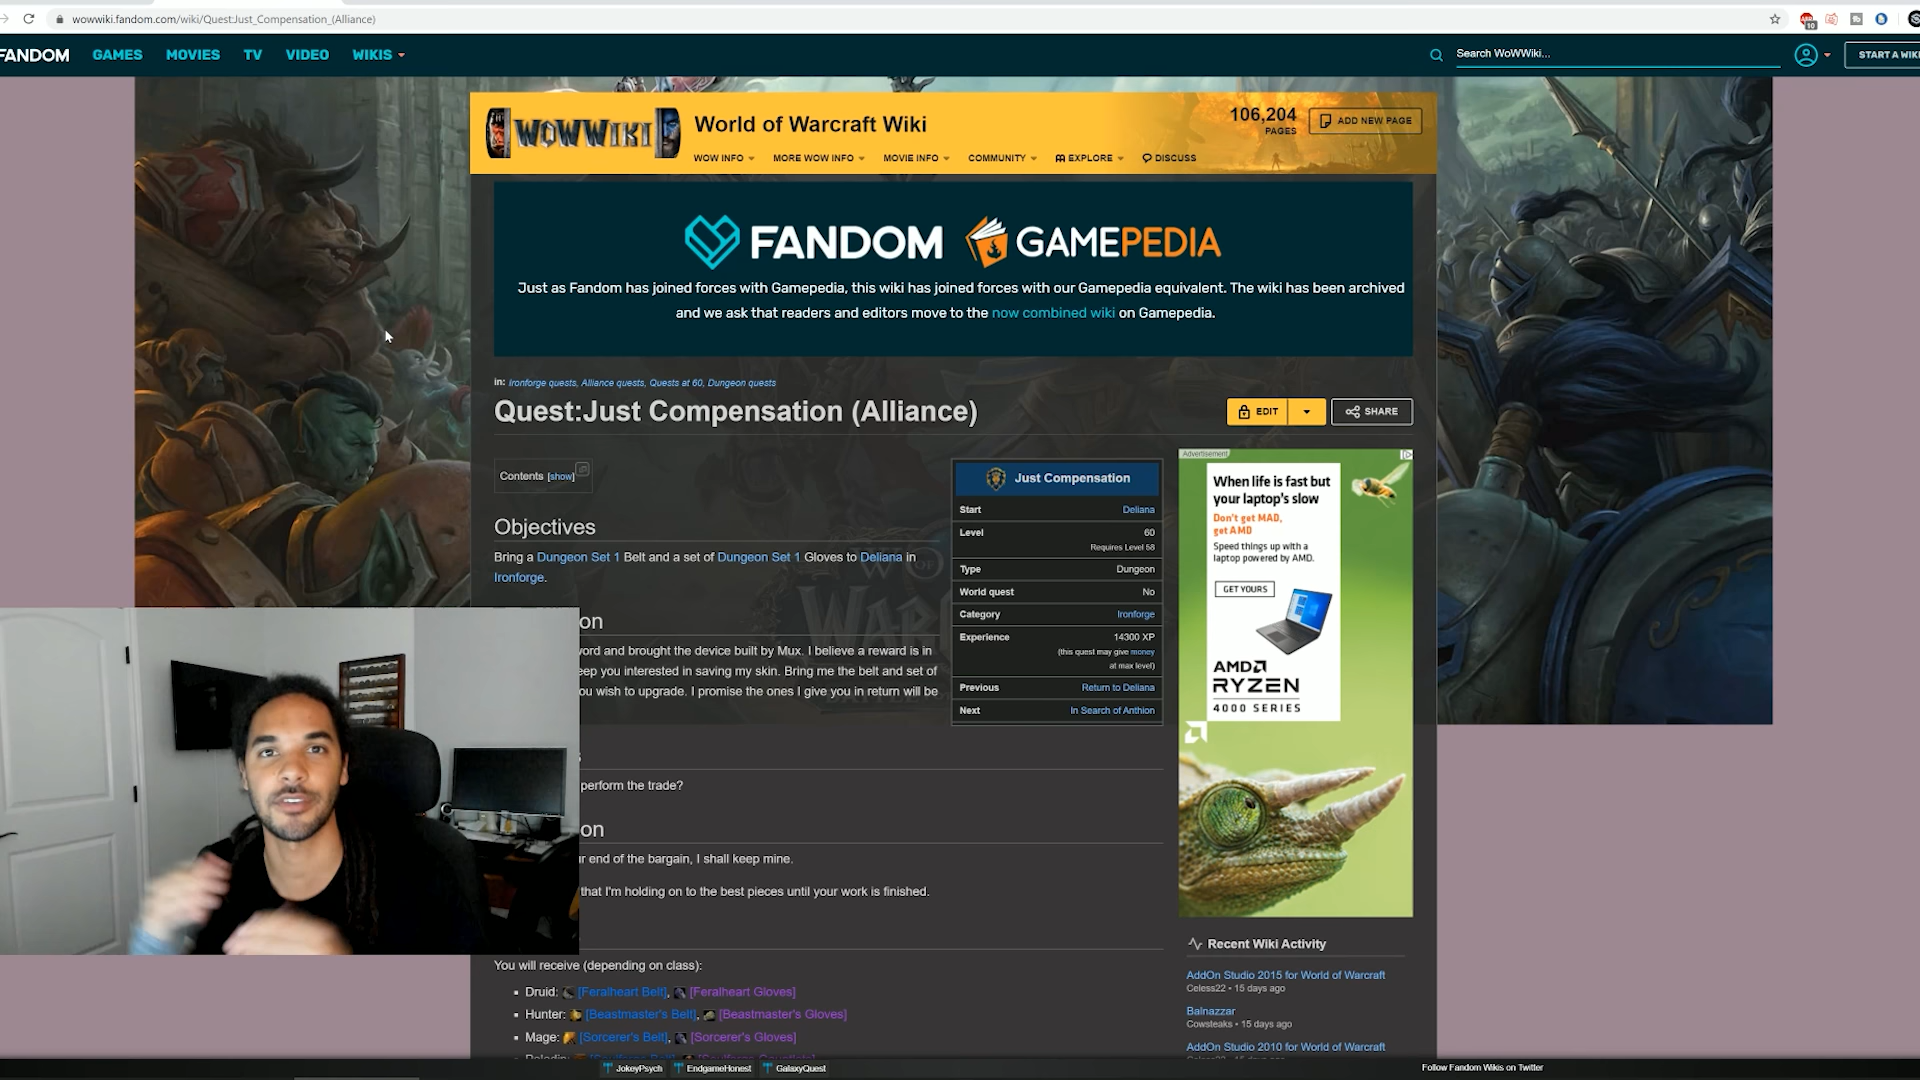 wowwiki.fandom.com/wiki/Quest:Just_Compensation_(Alliance)
FANDOM
GAMES
MOVIES
TV
VIDEO
WIKIS
Search WoWWiki...
START A WIKI
WOWWIKI
World of Warcraft Wiki
106,204
PAGES
ADD NEW PAGE
WOW INFO
MORE WOW INFO
MOVIE INFO
COMMUNITY
EXPLORE
DISCUSS
FANDOM GAMEPEDIA
Just as Fandom has joined forces with Gamepedia, this wiki has joined forces with our Gamepedia equivalent. The wiki has been archived
and we ask that readers and editors move to the now combined wiki on Gamepedia.
in: Ironforge quests, Alliance quests, Quests at 60, Dungeon quests
Quest:Just Compensation (Alliance)
EDIT
SHARE
Contents [show]
Objectives
Bring a Dungeon Set 1 Belt and a set of Dungeon Set 1 Gloves to Deliana in
Ironforge.
on
ord and brought the device built by Mux. I believe a reward is in
eep you interested in saving my skin. Bring me the belt and set of
ou wish to upgrade. I promise the ones I give you in return will be
s
perform the trade?
on
r end of the bargain, I shall keep mine.
that I'm holding on to the best pieces until your work is finished.
You will receive (depending on class):
Druid: [Feralheart Belt], [Feralheart Gloves]
Hunter: [Beastmaster's Belt], [Beastmaster's Gloves]
Mage: [Sorcerer's Belt], [Sorcerer's Gloves]
Paladin: [Soulforge Belt], [Soulforge Gauntlets]
Just Compensation
Start Deliana
Level 60
Requires Level 58
Type Dungeon
World quest No
Category Ironforge
Experience 14300 XP
(this quest may give money
at max level)
Previous Return to Deliana
Next In Search of Anthion
Advertisement
When life is fast but
your laptop's slow
Don't get MAD,
get AMD
Speed things up with a
laptop powered by AMD.
GET YOURS
AMD
RYZEN
4000 SERIES
Recent Wiki Activity
AddOn Studio 2015 for World of Warcraft
Celess22 • 15 days ago
Balnazzar
Cowsteaks • 15 days ago
AddOn Studio 2010 for World of Warcraft
Celess22 • 15 days ago
JokeyPsych
EndgameHonest
GalaxyQuest
Follow Fandom Wikis on Twitter